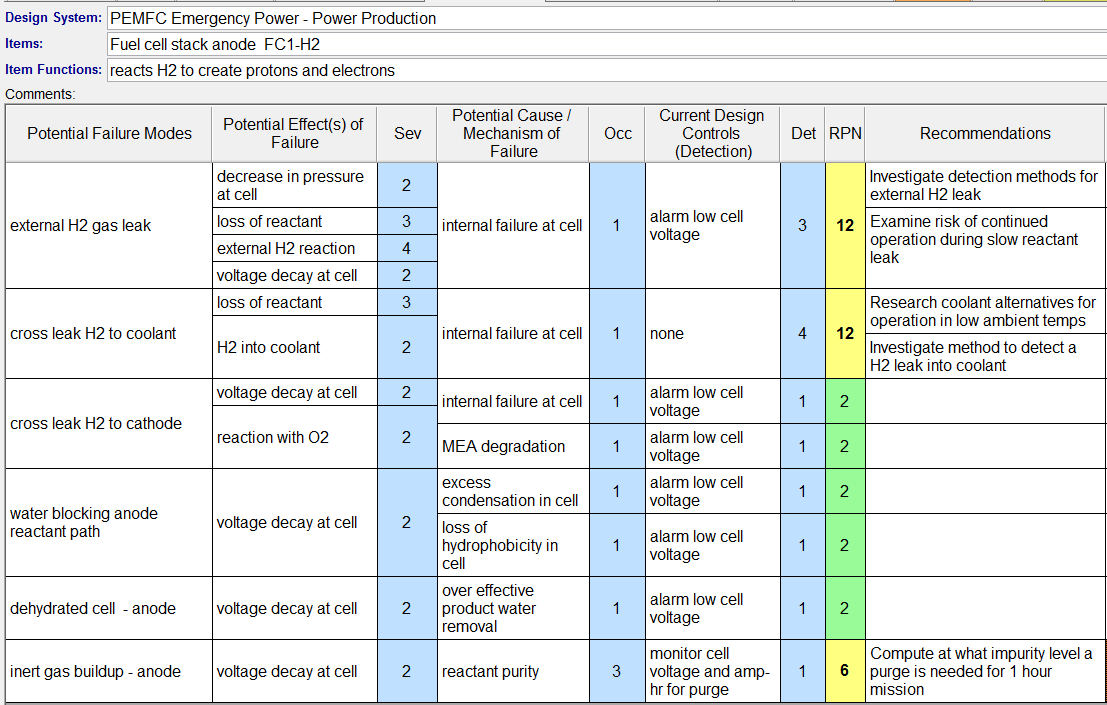 Design System: PEMFC Emergency Power - Power Production
Items: Fuel cell stack anode FC1-H2
Item Functions: reacts H2 to create protons and electrons
Comments:
Potential Failure Modes
Potential Effect(s) of
Failure
Sev
Potential Cause /
Mechanism of
Failure
Occ
Current Design
Controls
(Detection)
Det
RPN
Recommendations
external H2 gas leak
decrease in pressure
at cell
2
loss of reactant
3
external H2 reaction
4
voltage decay at cell
2
internal failure at cell
1
alarm low cell
voltage
3
12
Investigate detection methods for
external H2 leak
Examine risk of continued
operation during slow reactant
leak
cross leak H2 to coolant
loss of reactant
3
H2 into coolant
2
internal failure at cell
1
none
4
12
Research coolant alternatives for
operation in low ambient temps
Investigate method to detect a
H2 leak into coolant
cross leak H2 to cathode
voltage decay at cell
2
reaction with O2
2
internal failure at cell
1
alarm low cell
voltage
1
2
MEA degradation
1
alarm low cell
voltage
1
2
water blocking anode
reactant path
voltage decay at cell
2
excess
condensation in cell
1
alarm low cell
voltage
1
2
loss of
hydrophobicity in
cell
1
alarm low cell
voltage
1
2
dehydrated cell - anode
voltage decay at cell
2
over effective
product water
removal
1
alarm low cell
voltage
1
2
inert gas buildup - anode
voltage decay at cell
2
reactant purity
3
monitor cell
voltage and amp-
hr for purge
1
6
Compute at what impurity level a
purge is needed for 1 hour
mission